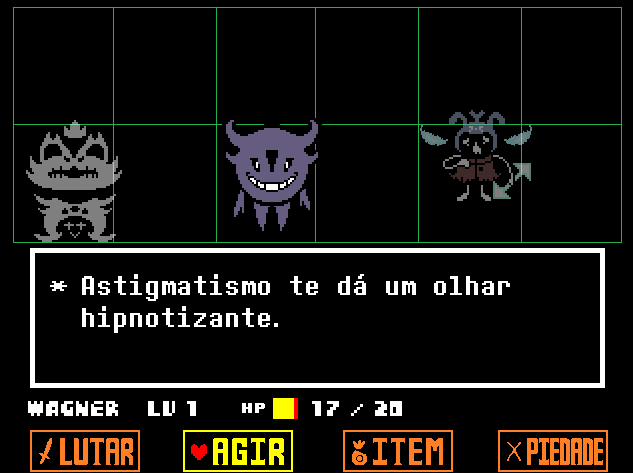 * Astigmatismo te dá um olhar
hipnotizante.
WAGNER LV 1 HP 17 / 20
LUTAR AGIR ITEM PIEDADE